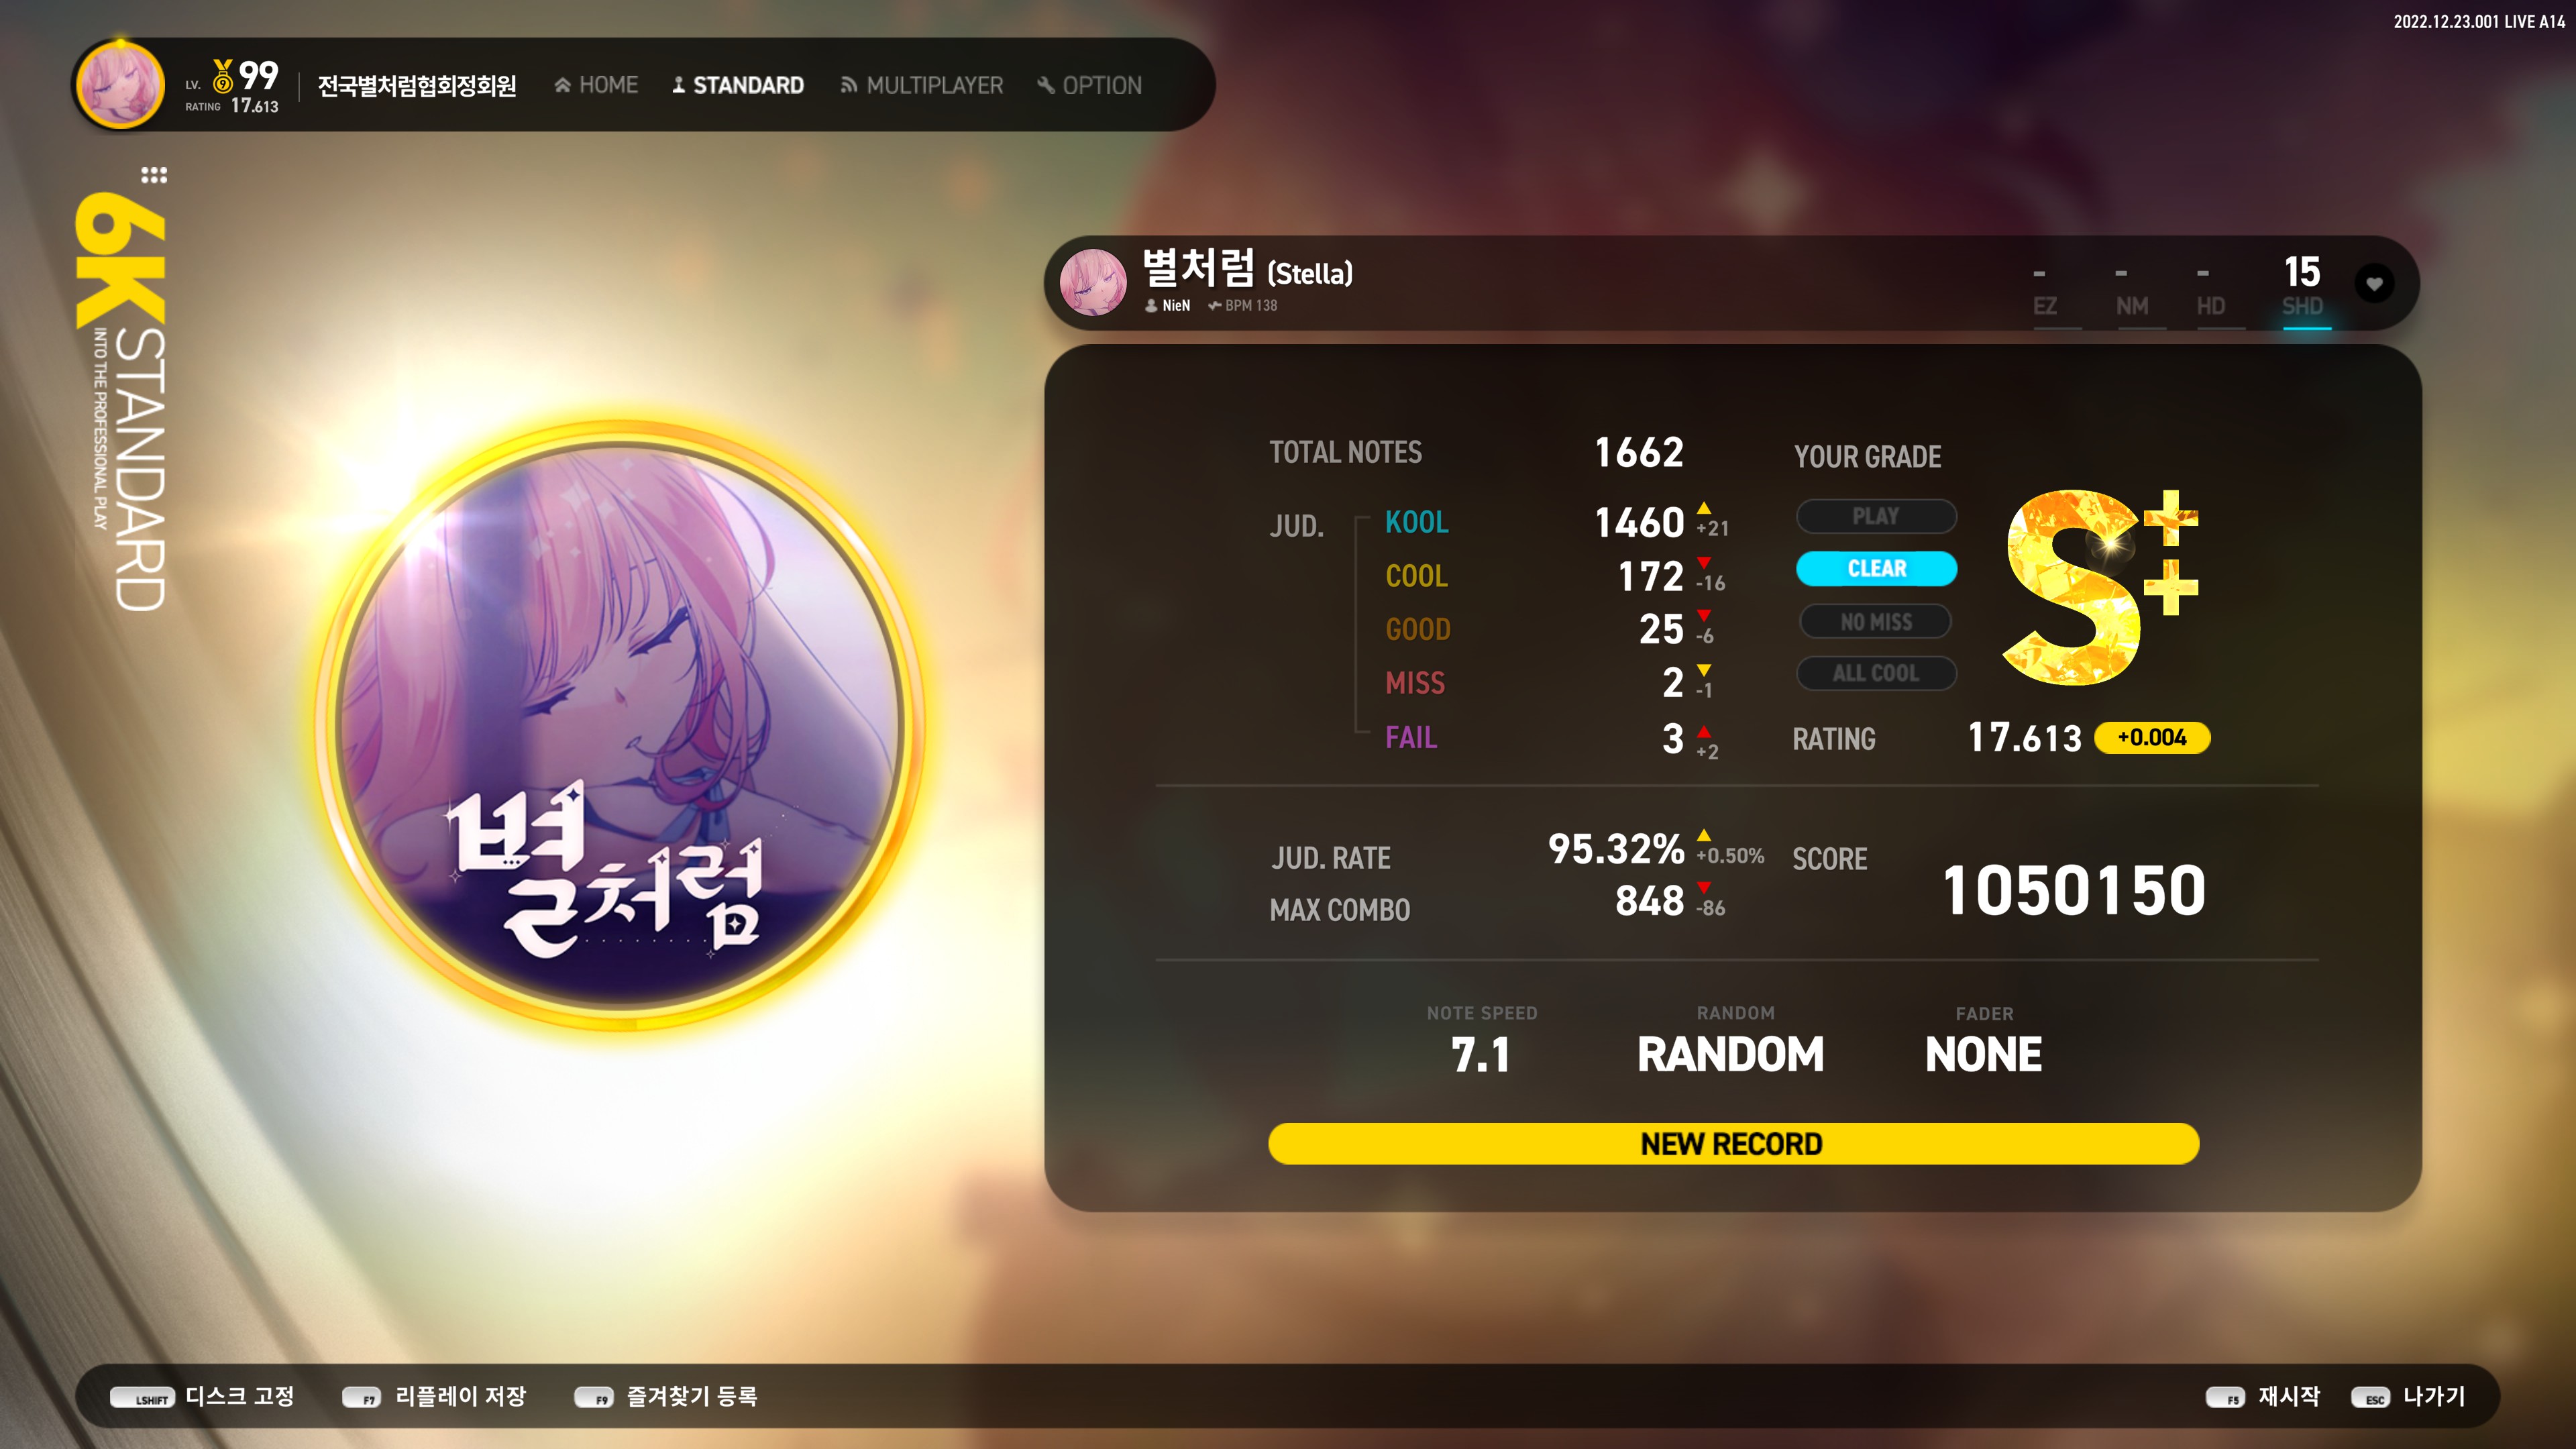 2022.12.23.001 LIVE A14
LV. 9 99
RATING 17.613
전국별처럼협회정회원
HOME
STANDARD
MULTIPLAYER
OPTION
6K STANDARD
INTO THE PROFESSIONAL PLAY
별처럼
별처럼 (Stella)
NieN BPM 138
- - - 15
EZ NM HD SHD
TOTAL NOTES 1662
JUD.
KOOL 1460 +21
COOL 172 -16
GOOD 25 -6
MISS 2 -1
FAIL 3 +2
YOUR GRADE
PLAY
CLEAR
NO MISS
ALL COOL
S++
RATING 17.613 +0.004
JUD. RATE 95.32% +0.50%
MAX COMBO 848 -86
SCORE 1050150
NOTE SPEED RANDOM FADER
7.1 RANDOM NONE
NEW RECORD
LSHIFT 디스크 고정
F7 리플레이 저장
F9 즐겨찾기 등록
F5 재시작
ESC 나가기